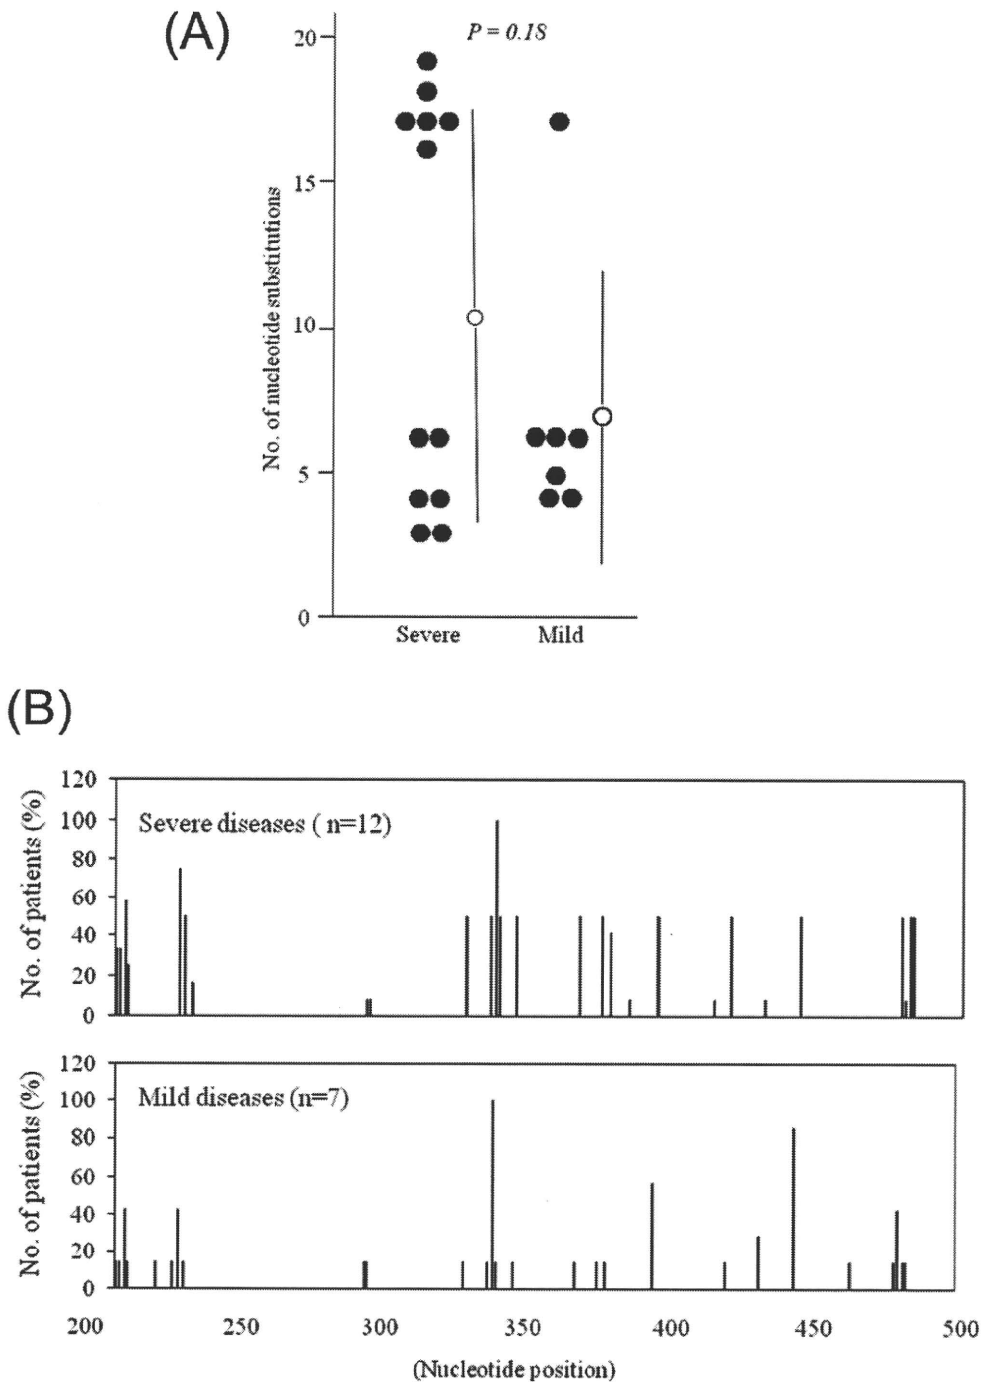 (A)
P = 0.18
20
15
10
5
0
No. of nucleotide substitutions
Severe Mild
(B)
120
100
80
60
40
20
0
No. of patients (%)
Severe diseases ( n=12)
120
100
80
60
40
20
0
No. of patients (%)
Mild diseases (n=7)
200 250 300 350 400 450 500
(Nucleotide position)